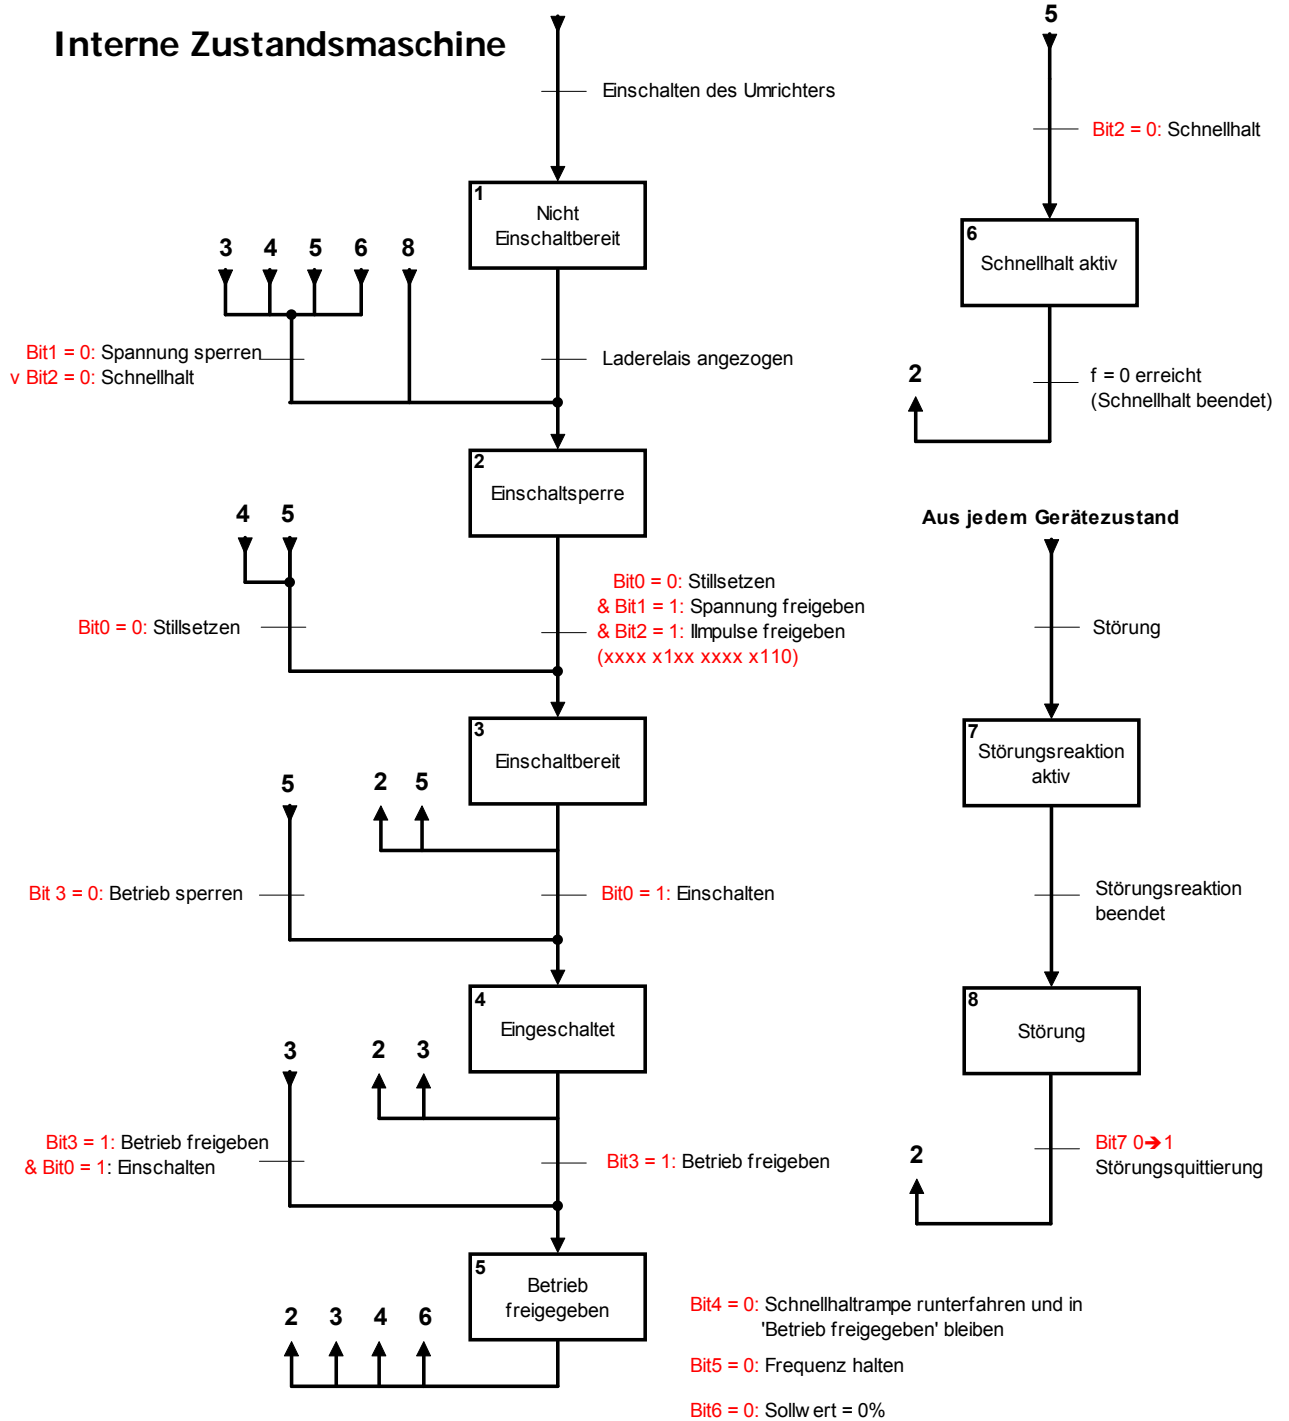 Interne Zustandsmaschine
Einschalten des Umrichters
1
Nicht
Einschaltbereit
3 4 5 6 8
Bit1 = 0: Spannung sperren
v Bit2 = 0: Schnellhalt
Laderelais angezogen
2
Einschaltsperre
4 5
Bit0 = 0: Stillsetzen
Bit0 = 0: Stillsetzen
& Bit1 = 1: Spannung freigeben
& Bit2 = 1: IImpulse freigeben
(xxxx x1xx xxxx x110)
3
Einschaltbereit
5
2 5
Bit 3 = 0: Betrieb sperren
Bit0 = 1: Einschalten
4
Eingeschaltet
3
2 3
Bit3 = 1: Betrieb freigeben
& Bit0 = 1: Einschalten
Bit3 = 1: Betrieb freigeben
5
Betrieb
freigegeben
2 3 4 6
5
Bit2 = 0: Schnellhalt
6
Schnellhalt aktiv
2
f = 0 erreicht
(Schnellhalt beendet)
Aus jedem Gerätezustand
Störung
7
Störungsreaktion
aktiv
Störungsreaktion
beendet
8
Störung
2
Bit7 0➔1
Störungsquittierung
Bit4 = 0: Schnellhaltrampe runterfahren und in
'Betrieb freigegeben' bleiben
Bit5 = 0: Frequenz halten
Bit6 = 0: Sollwert = 0%